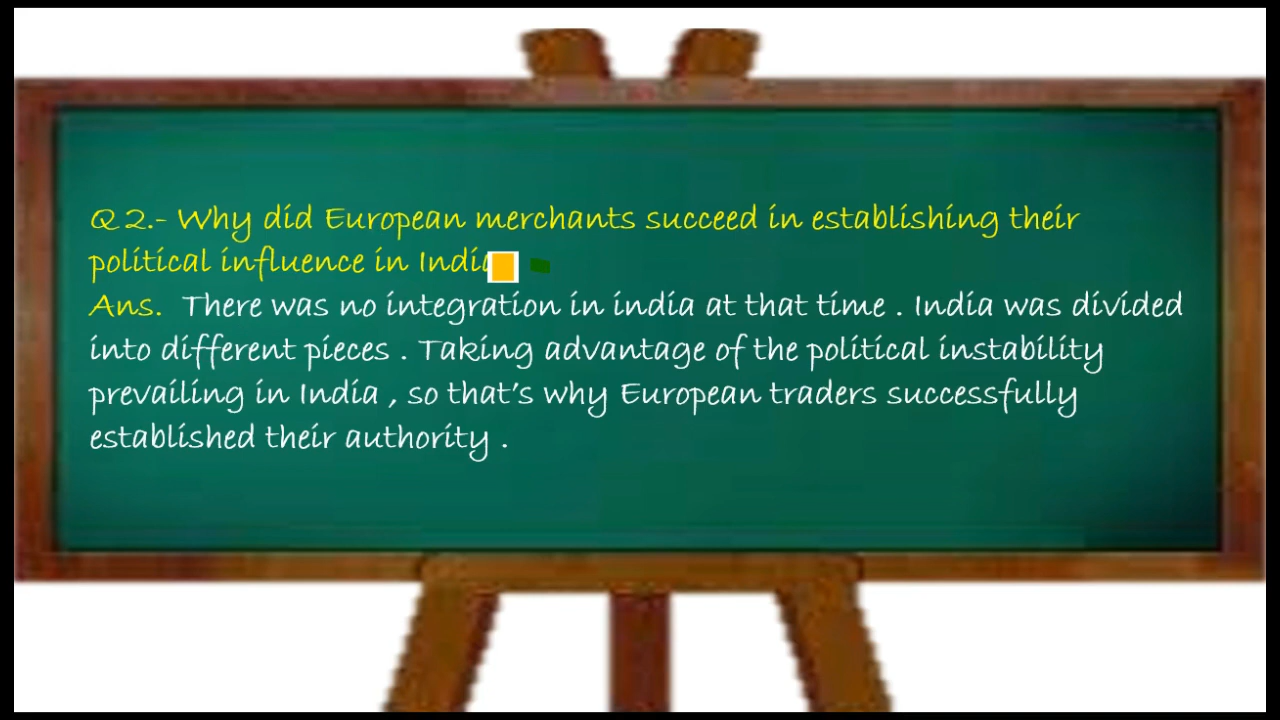 Q 2.- Why did European merchants succeed in establishing their
political influence in India
Ans. There was no integration in india at that time . India was divided
into different pieces . Taking advantage of the political instability
prevailing in India , so that's why European traders successfully
established their authority .